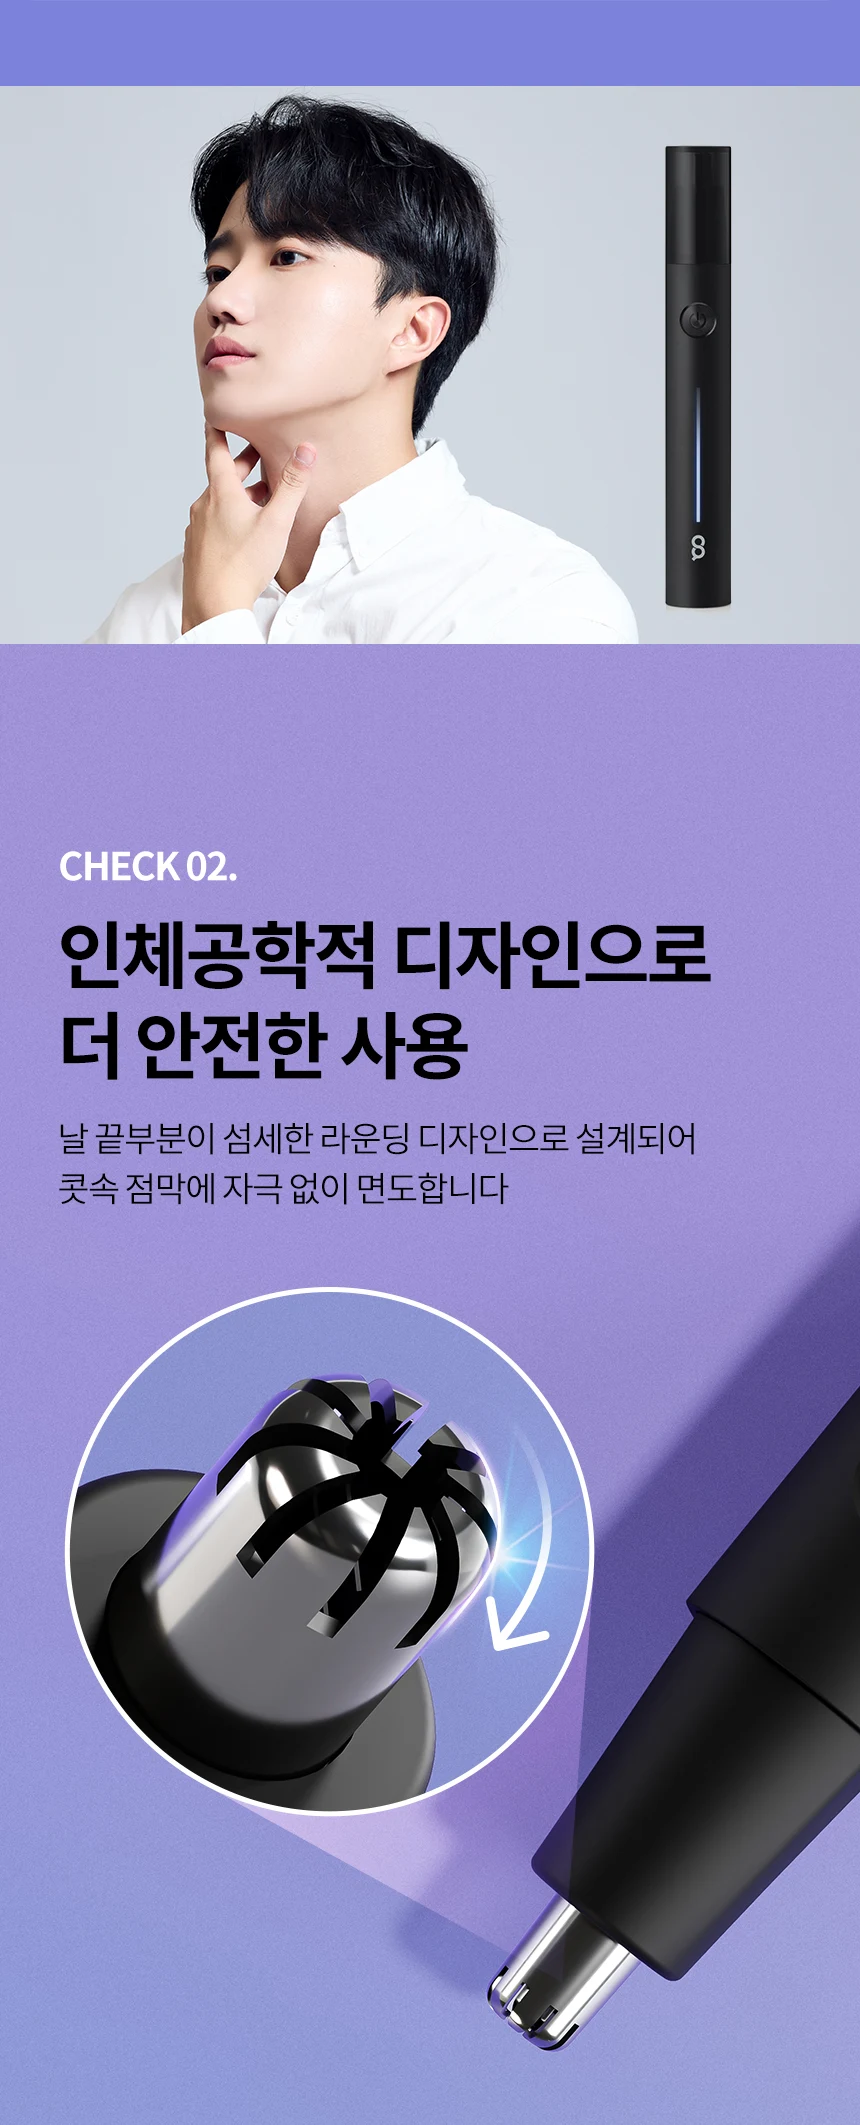 CHECK 02.
인체공학적 디자인으로
더 안전한 사용
날 끝부분이 섬세한 라운딩 디자인으로 설계되어
콧속 점막에 자극 없이 면도합니다